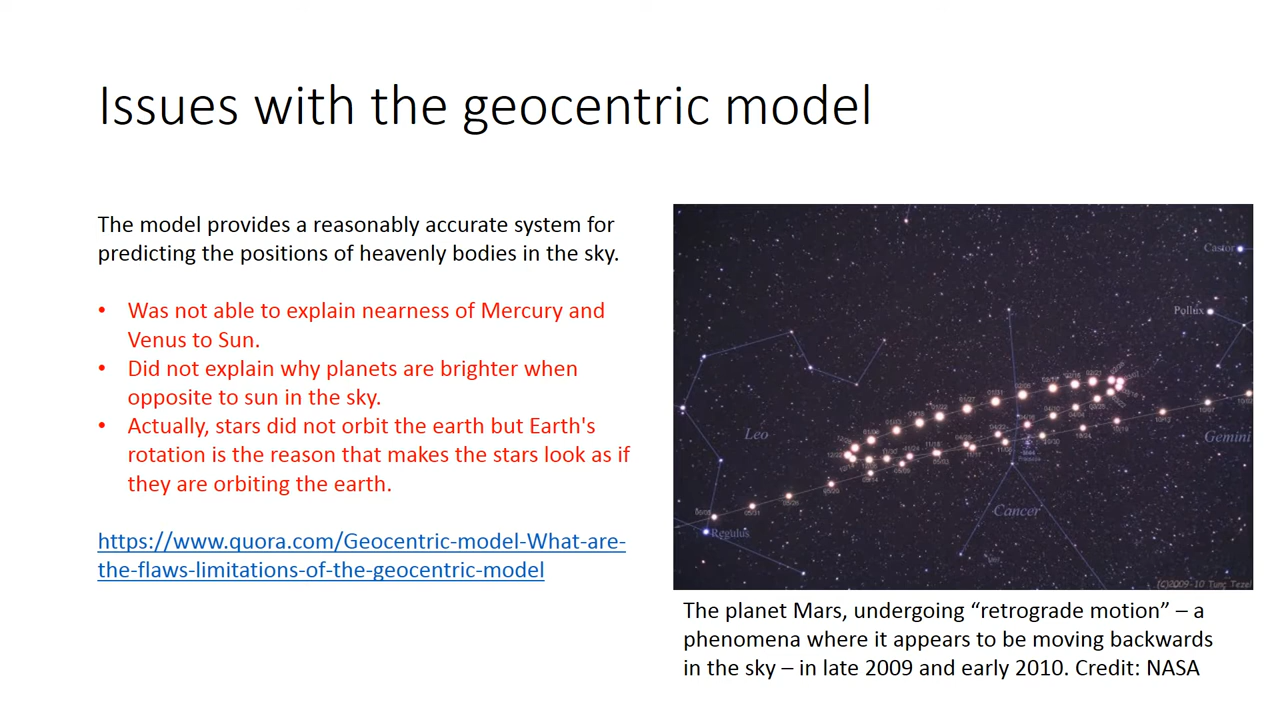 Issues with the geocentric model
The model provides a reasonably accurate system for
predicting the positions of heavenly bodies in the sky.
• Was not able to explain nearness of Mercury and
Venus to Sun.
• Did not explain why planets are brighter when
opposite to sun in the sky.
• Actually, stars did not orbit the earth but Earth's
rotation is the reason that makes the stars look as if
they are orbiting the earth.
https://www.quora.com/Geocentric-model-What-are-
the-flaws-limitations-of-the-geocentric-model
Castor
Pollux
Leo
Gemini
Cancer
Regulus
(C)2009-10 Tunç Tezel
The planet Mars, undergoing “retrograde motion” – a
phenomena where it appears to be moving backwards
in the sky – in late 2009 and early 2010. Credit: NASA